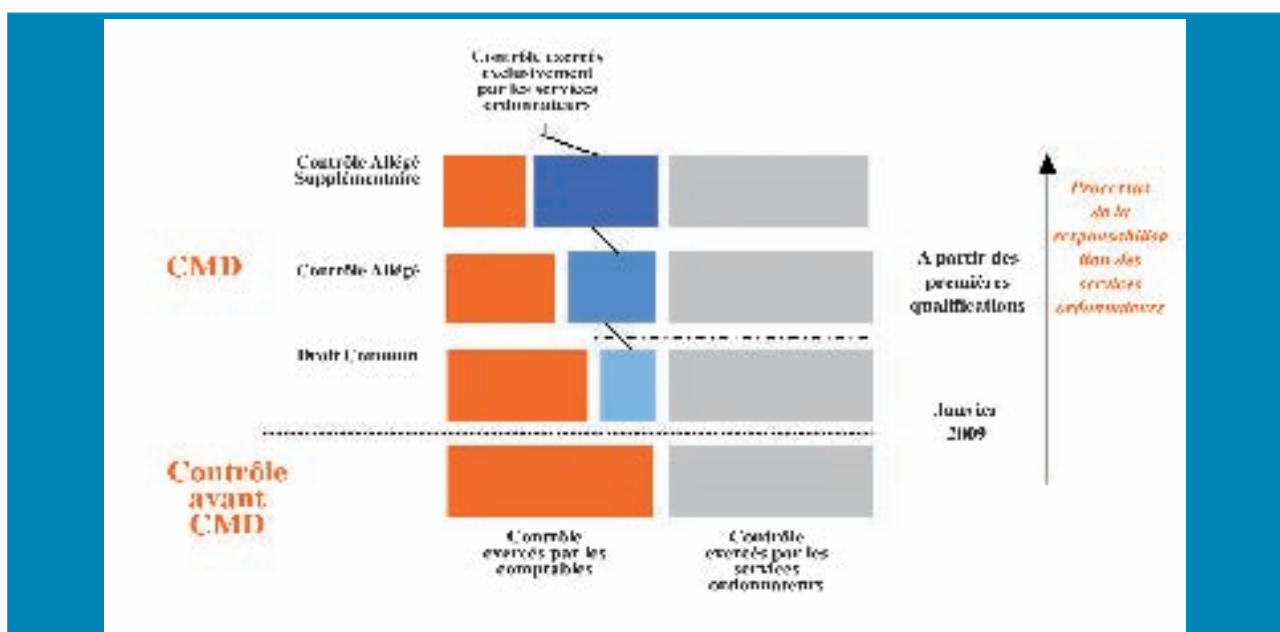 Contrôle exercés
exclusivement
par les services
ordonnateurs
Contrôle Allégé
Supplémentaire
CMD
Contrôle Allégé
Droit Commun
A partir des
premières
qualifications
de la
responsabilisa
tion des
services
ordonnateurs
Janvier
2009
Contrôle
avant
CMD
Contrôle
exercés par les
comptables
Contrôle
exercés par les
services
ordonnateurs